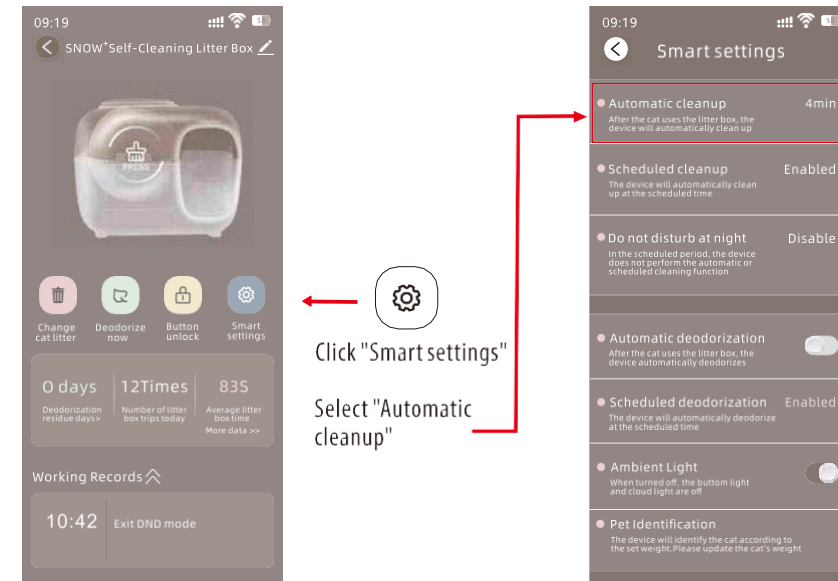 09:19
SNOW⁺Self-Cleaning Litter Box
PRESS
Change
cat litter
Deodorize
now
Button
unlock
Smart
settings
0 days
Deodorization
residue days>
12Times
Number of litter
box trips today
83S
Average litter
box time
More data >>
Working Records
10:42
Exit DND mode
Click "Smart settings"
Select "Automatic
cleanup"
09:19
Smart settings
Automatic cleanup
4min
After the cat uses the litter box, the
device will automatically clean up
Scheduled cleanup
Enabled
The device will automatically clean
up at the scheduled time
Do not disturb at night
Disable
In the scheduled period, the device
does not perform the automatic or
scheduled cleaning function
Automatic deodorization
After the cat uses the litter box, the
device automatically deodorizes
Scheduled deodorization
Enabled
The device will automatically deodorize
at the scheduled time
Ambient Light
When turned off, the buttom light
and cloud light are off
Pet Identification
The device will identify the cat according to
the set weight.Please update the cat's weight